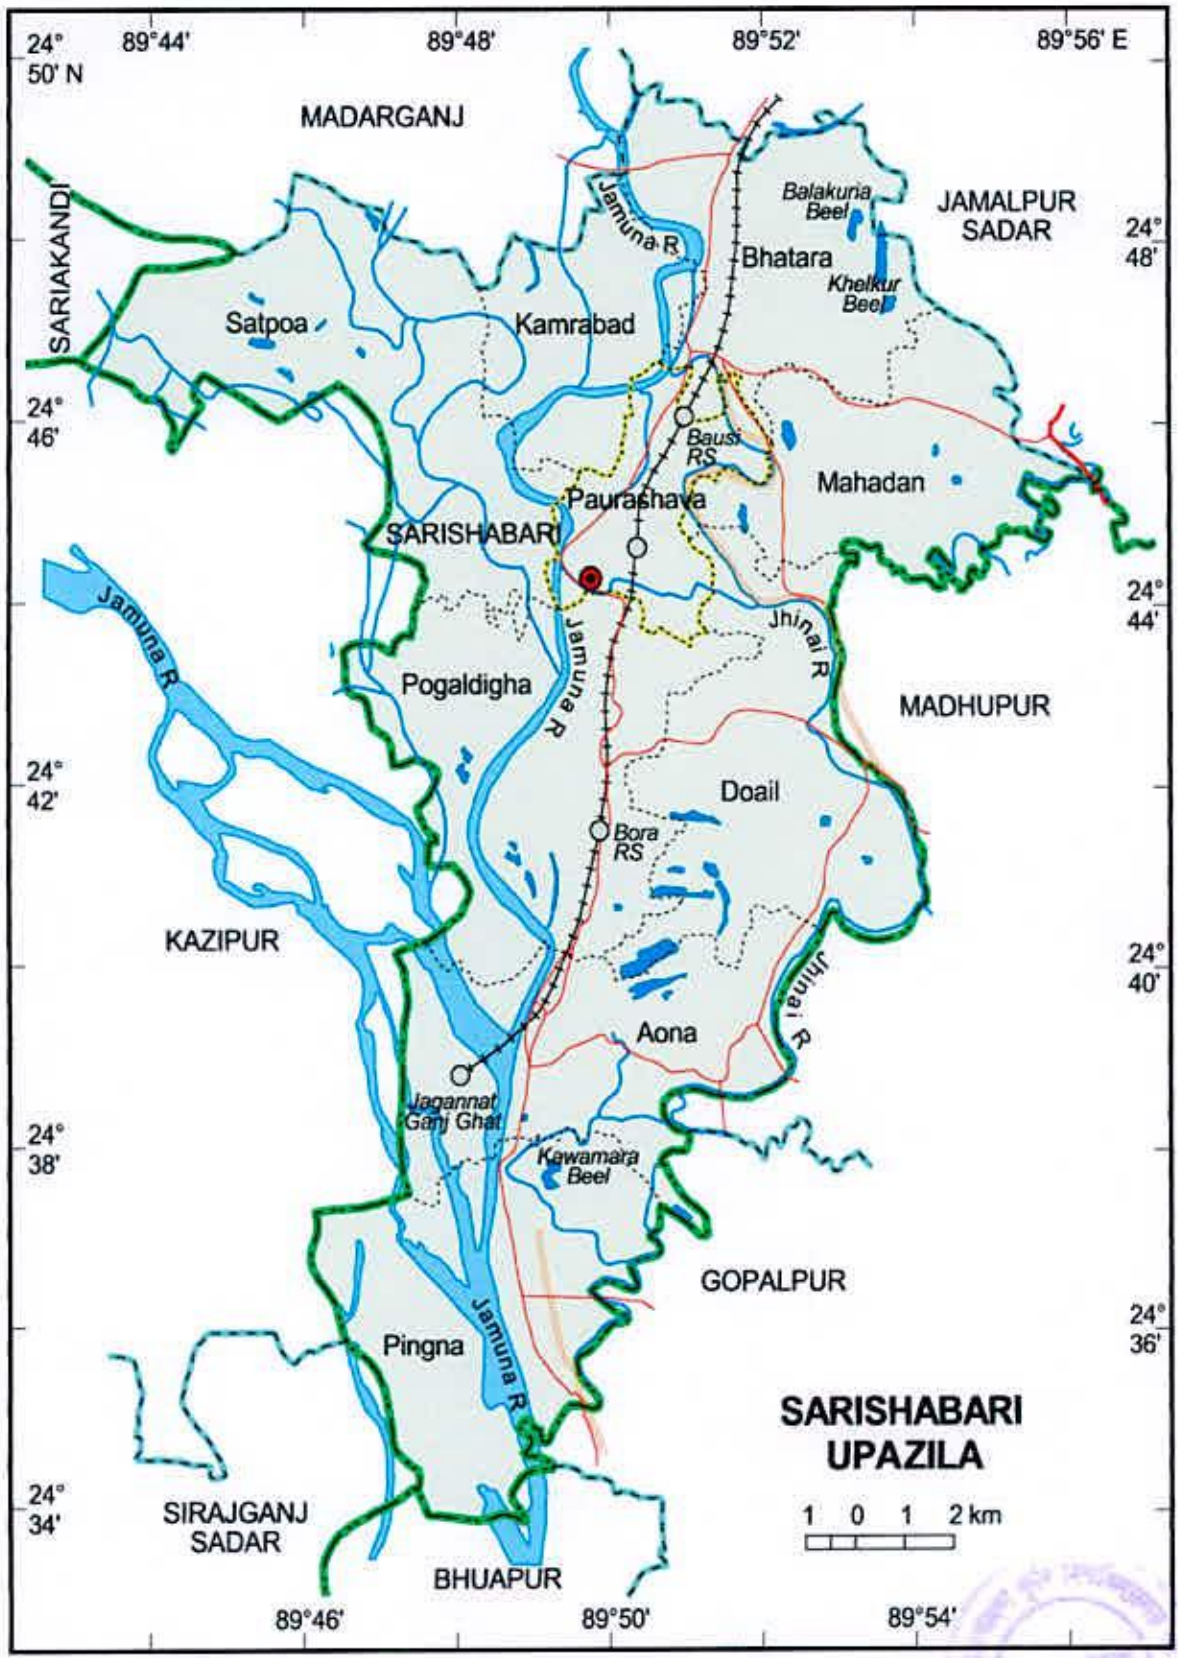 89°44'
89°48'
89°52'
89°56' E
24°
50' N
MADARGANJ
SARIAKANDI
Jamuna R
Balakuria
Beel
JAMALPUR
SADAR
24°
48'
Bhatara
Khelkur
Beel
Satpoa
Kamrabad
24°
46'
Bausi
RS
Mahadan
Paurashava
SARISHABARI
24°
44'
Jamuna R
Jhinai R
Jamuna R
Pogaldigha
MADHUPUR
24°
42'
Doail
Bora
RS
KAZIPUR
24°
40'
Jhinai R
Aona
Jagannat
Ganj Ghat
24°
38'
Kawamara
Beel
GOPALPUR
Jamuna R
24°
36'
Pingna
SARISHABARI
UPAZILA
24°
34'
1 0 1 2 km
SIRAJGANJ
SADAR
BHUAPUR
89°46'
89°50'
89°54'